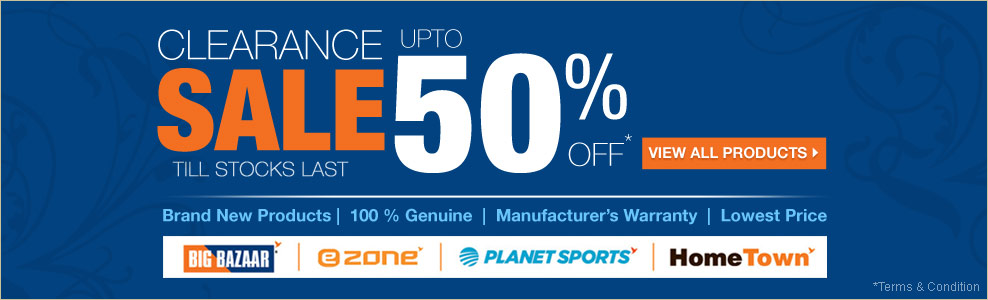 CLEARANCE
SALE
TILL STOCKS LAST
UPTO
50%
OFF*
VIEW ALL PRODUCTS
Brand New Products | 100 % Genuine | Manufacturer's Warranty | Lowest Price
BIG BAZAAR | ezone | PLANET SPORTS | HomeTown
*Terms & Condition